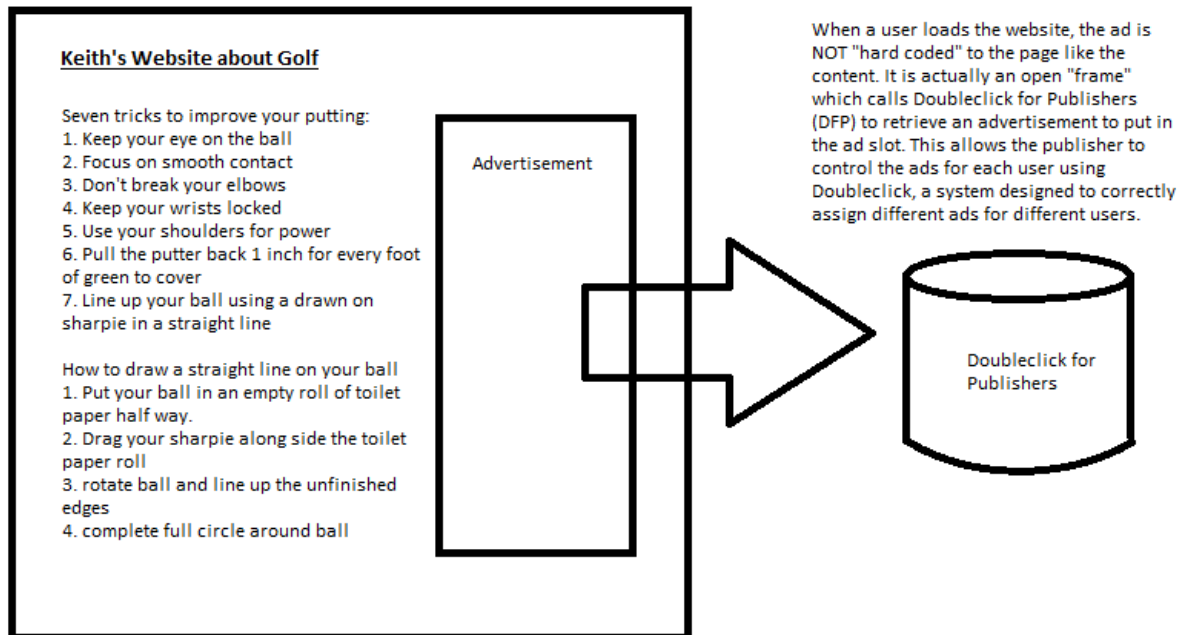 Keith's Website about Golf
Seven tricks to improve your putting:
1. Keep your eye on the ball
2. Focus on smooth contact
3. Don't break your elbows
4. Keep your wrists locked
5. Use your shoulders for power
6. Pull the putter back 1 inch for every foot
of green to cover
7. Line up your ball using a drawn on
sharpie in a straight line
How to draw a straight line on your ball
1. Put your ball in an empty roll of toilet
paper half way.
2. Drag your sharpie along side the toilet
paper roll
3. rotate ball and line up the unfinished
edges
4. complete full circle around ball
Advertisement
When a user loads the website, the ad is
NOT "hard coded" to the page like the
content. It is actually an open "frame"
which calls Doubleclick for Publishers
(DFP) to retrieve an advertisement to put in
the ad slot. This allows the publisher to
control the ads for each user using
Doubleclick, a system designed to correctly
assign different ads for different users.
Doubleclick for
Publishers